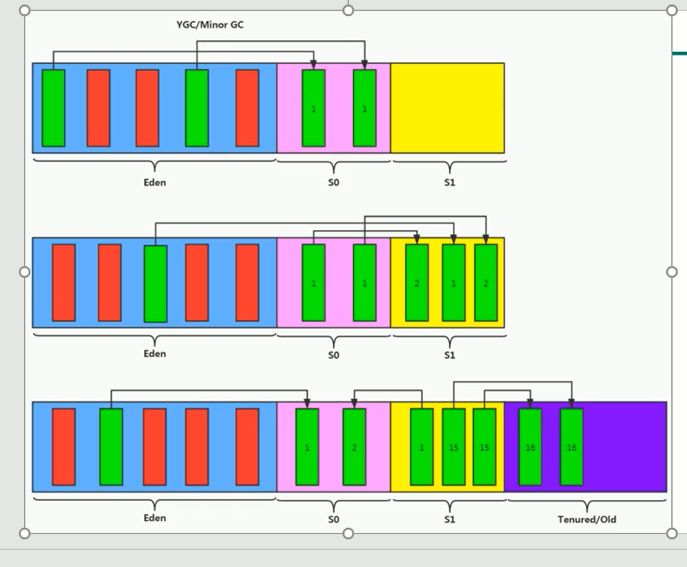 YGC/Minor GC
1 1
Eden S0 S1
1 1 2 1 2
Eden S0 S1
1 2 1 15 15 16 16
Eden S0 S1 Tenured/Old